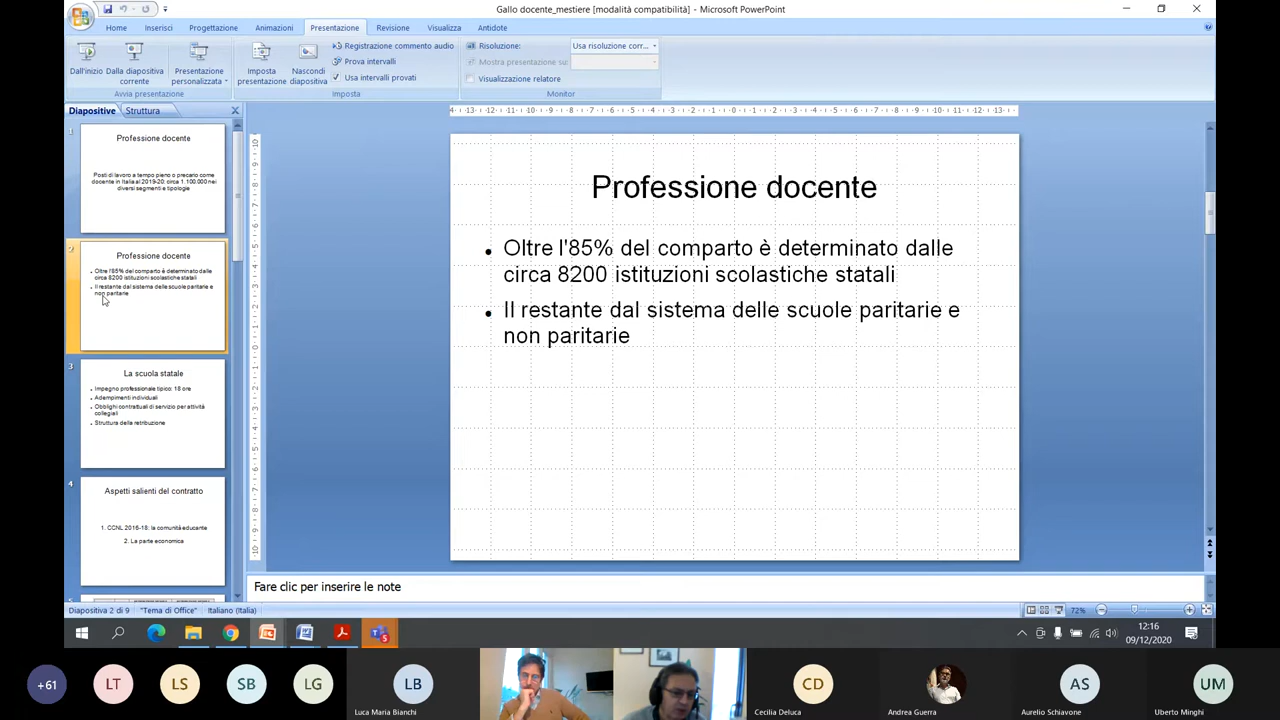 Gallo docente_mestiere [modalità compatibilità] - Microsoft PowerPoint
Home Inserisci Progettazione Animazioni Presentazione Revisione Visualizza Antidote
Dall'inizio
Dalla diapositiva corrente
Presentazione personalizzata
Avvia presentazione
Imposta presentazione
Nascondi diapositiva
Registrazione commento audio
Prova intervalli
Usa intervalli provati
Imposta
Risoluzione: Usa risoluzione corr...
Mostra presentazione su:
Visualizzazione relatore
Monitor
Diapositive Struttura
1
Professione docente
Posti di lavoro a tempo pieno o precario come
docente in Italia al 2019-20: circa 1.100.000 nei
diversi segmenti e tipologie
2
Professione docente
Oltre l'85% del comparto è determinato dalle
circa 8200 istituzioni scolastiche statali
Il restante dal sistema delle scuole paritarie e
non paritarie
3
La scuola statale
Impegno professionale tipico: 18 ore
Adempimenti individuali
Obblighi contrattuali di servizio per attività
collegiali
Struttura della retribuzione
4
Aspetti salienti del contratto
1. CCNL 2016-18: la comunità educante
2. La parte economica
Professione docente
• Oltre l'85% del comparto è determinato dalle
circa 8200 istituzioni scolastiche statali
• Il restante dal sistema delle scuole paritarie e
non paritarie
Fare clic per inserire le note
Diapositiva 2 di 9 "Tema di Office" Italiano (Italia) 72%
12:16
09/12/2020
+61 LT LS SB LG LB CD AS UM
Luca Maria Bianchi Cecilia Deluca Andrea Guerra Aurelio Schiavone Uberto Minghi